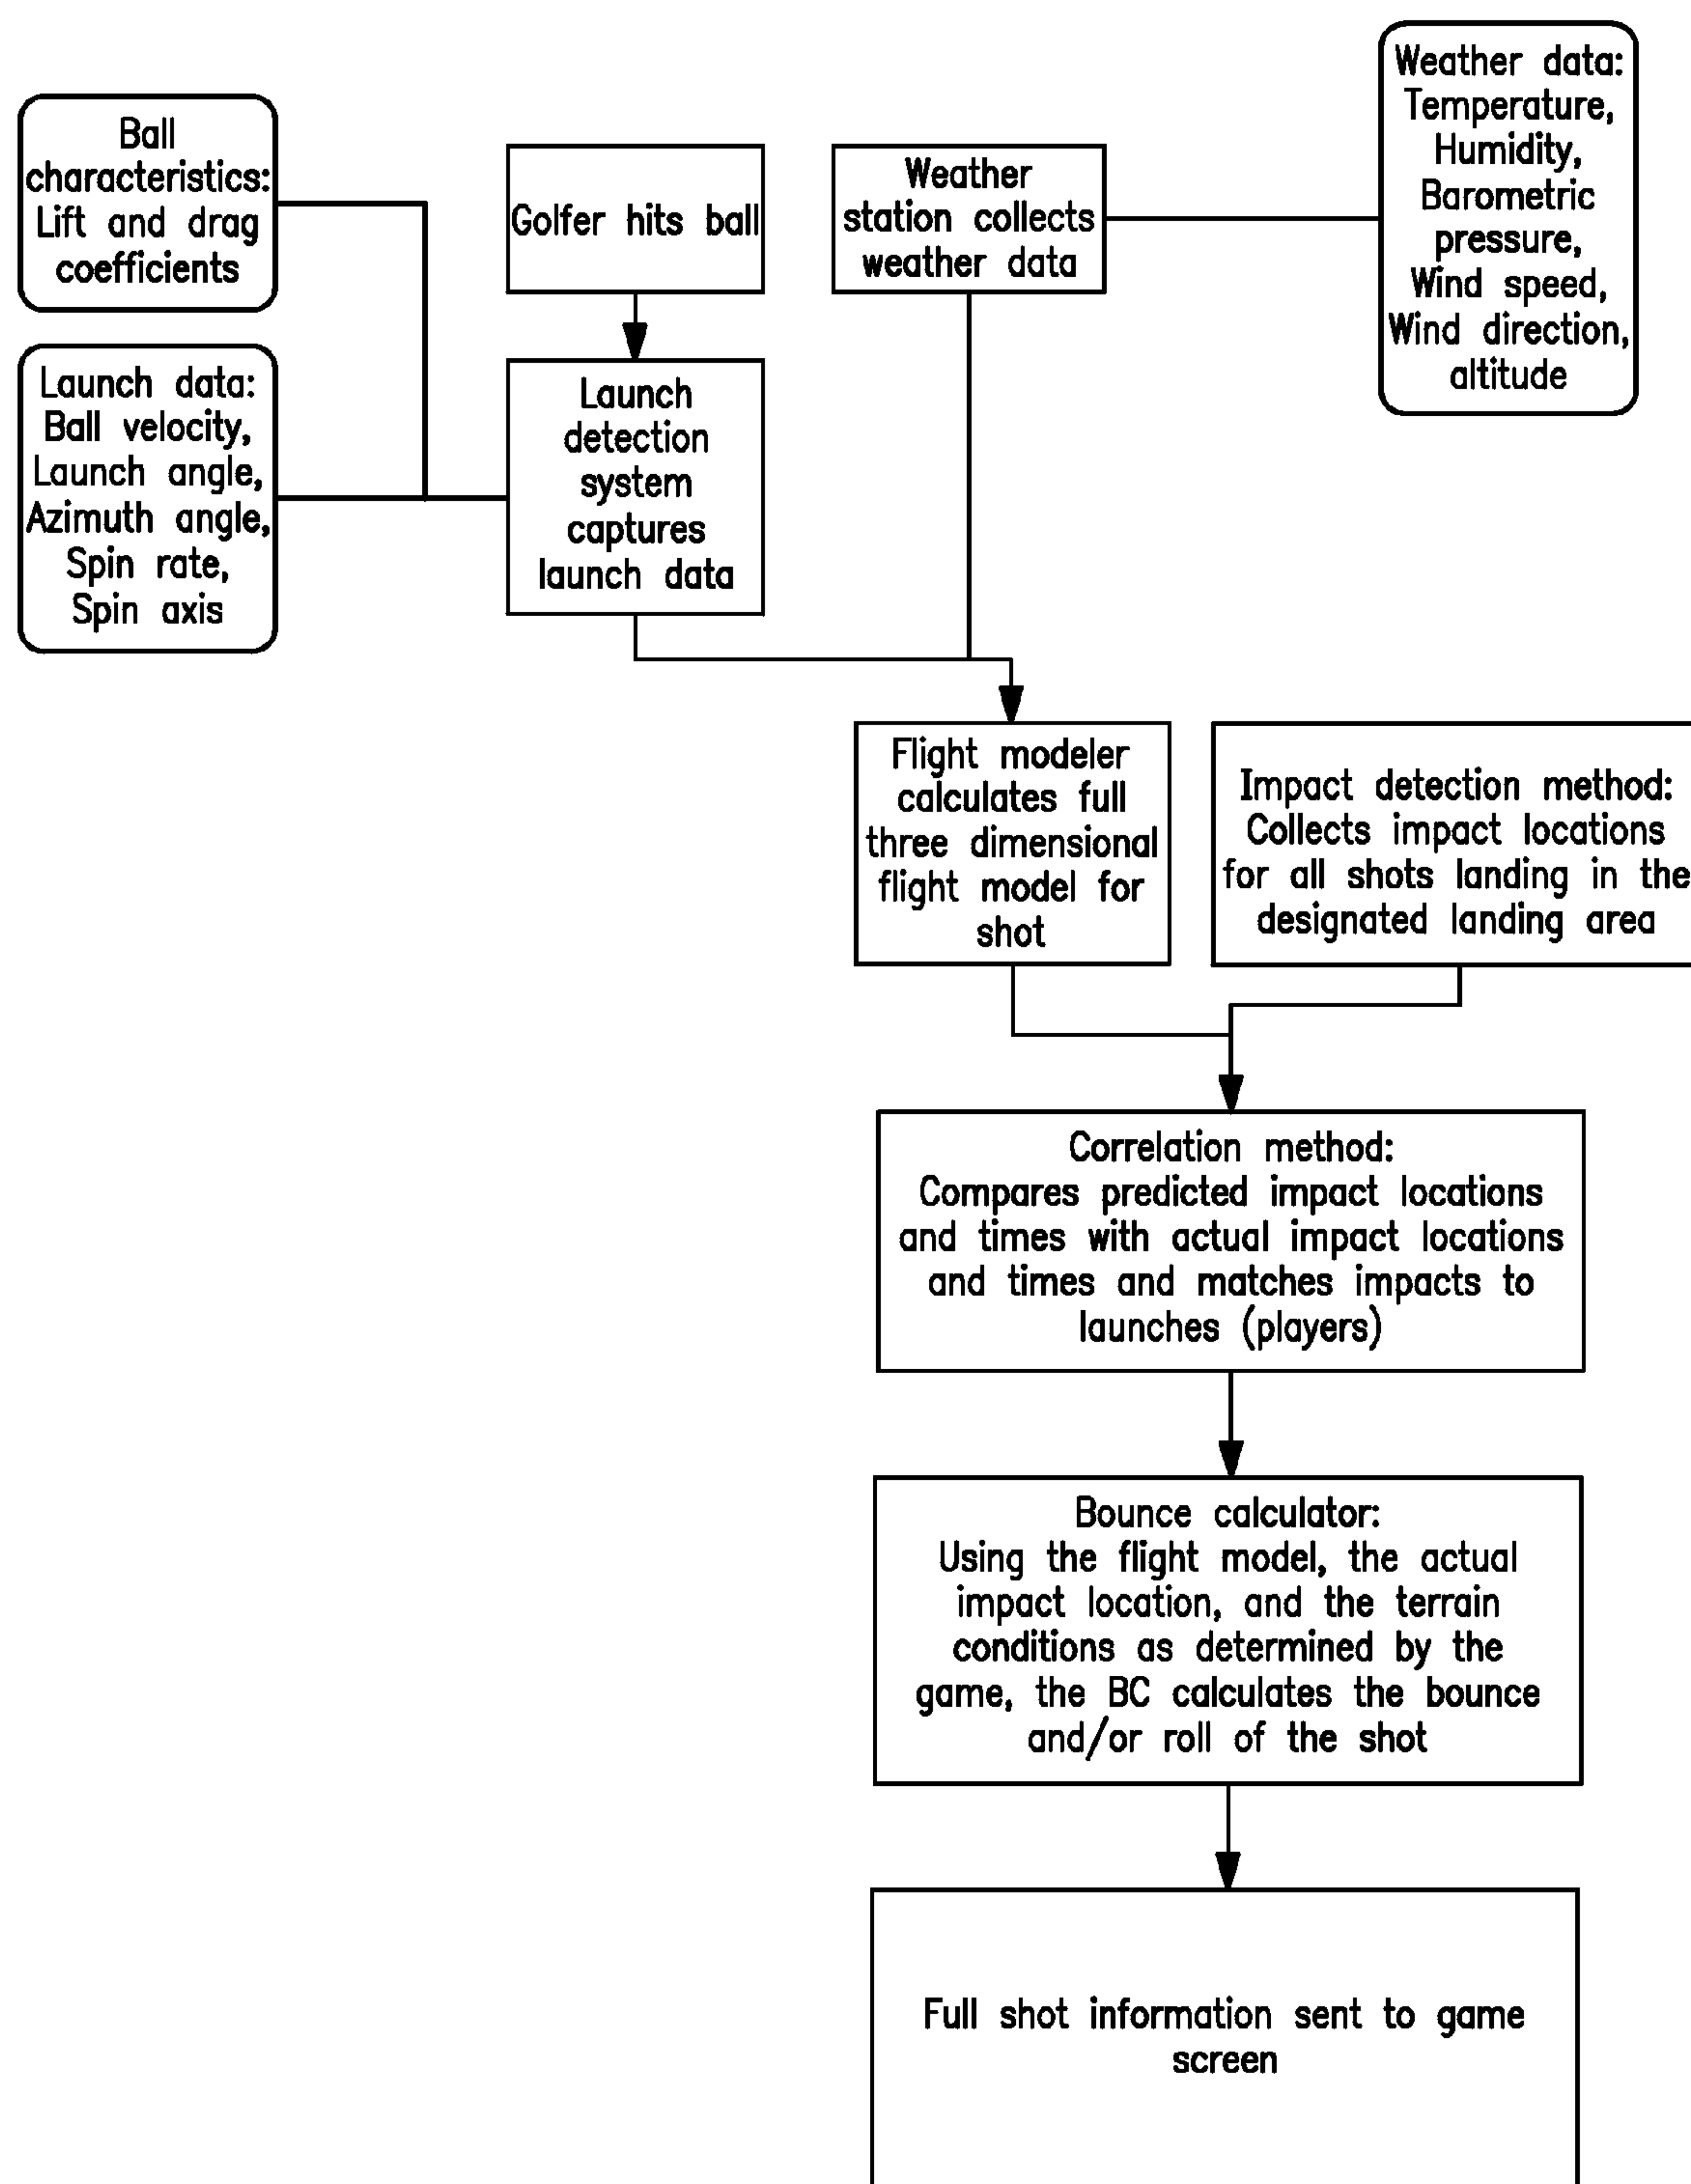 Ball
characteristics:
Lift and drag
coefficients
Golfer hits ball
Weather
station collects
weather data
Weather data:
Temperature,
Humidity,
Barometric
pressure,
Wind speed,
Wind direction,
altitude
Launch data:
Ball velocity,
Launch angle,
Azimuth angle,
Spin rate,
Spin axis
Launch
detection
system
captures
launch data
Flight modeler
calculates full
three dimensional
flight model for
shot
Impact detection method:
Collects impact locations
for all shots landing in the
designated landing area
Correlation method:
Compares predicted impact locations
and times with actual impact locations
and times and matches impacts to
launches (players)
Bounce calculator:
Using the flight model, the actual
impact location, and the terrain
conditions as determined by the
game, the BC calculates the bounce
and/or roll of the shot
Full shot information sent to game
screen